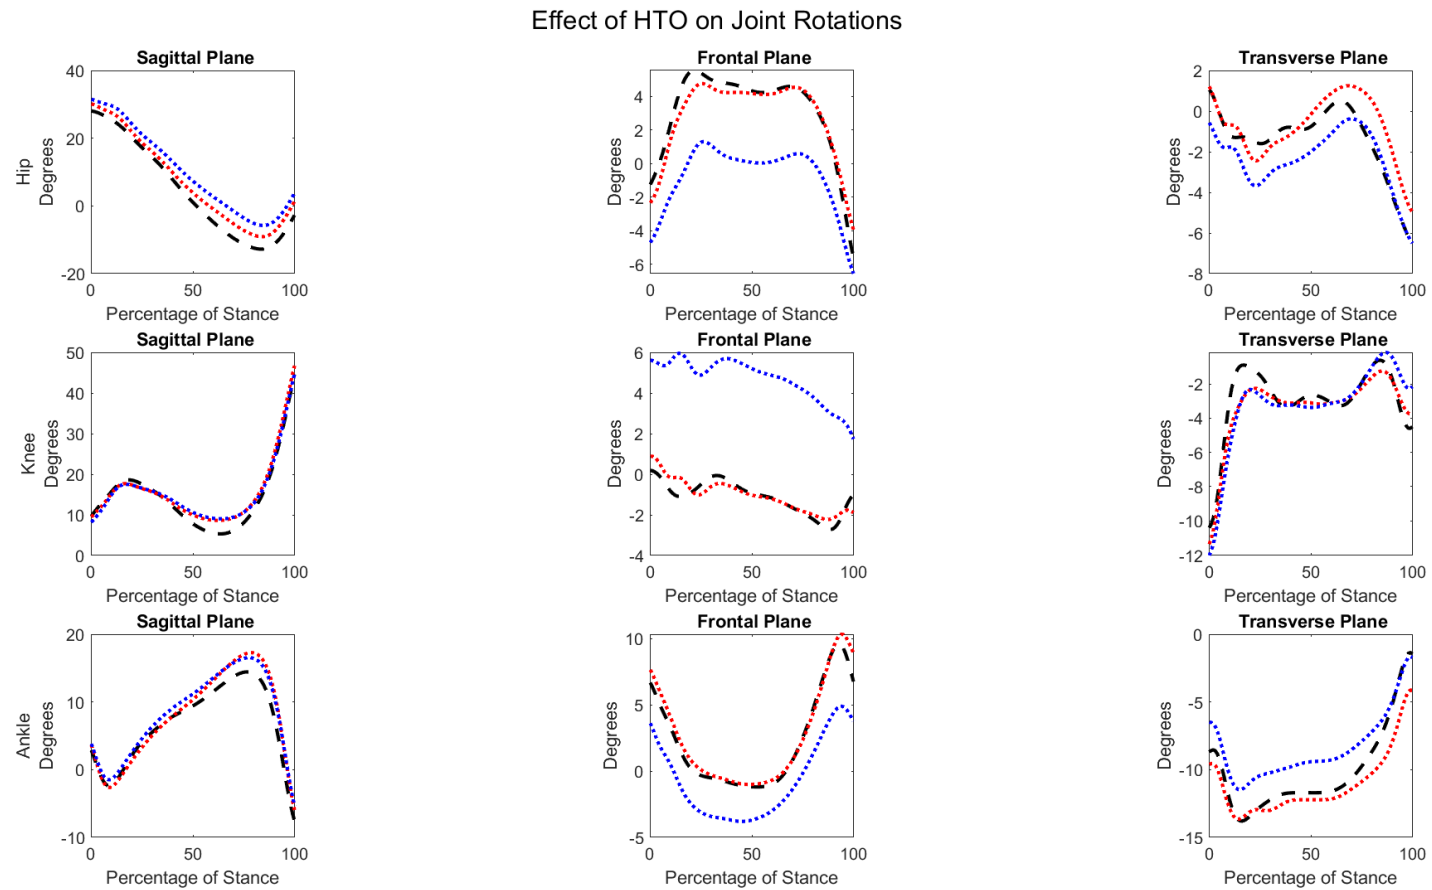 Effect of HTO on Joint Rotations
Sagittal Plane
Hip
Degrees
40
20
0
-20
0 50 100
Percentage of Stance
Frontal Plane
Degrees
4
2
0
-2
-4
-6
0 50 100
Percentage of Stance
Transverse Plane
Degrees
2
0
-2
-4
-6
-8
0 50 100
Percentage of Stance
Sagittal Plane
Knee
Degrees
50
40
30
20
10
0
0 50 100
Percentage of Stance
Frontal Plane
Degrees
6
4
2
0
-2
-4
0 50 100
Percentage of Stance
Transverse Plane
Degrees
-2
-4
-6
-8
-10
-12
0 50 100
Percentage of Stance
Sagittal Plane
Ankle
Degrees
20
10
0
-10
0 50 100
Percentage of Stance
Frontal Plane
Degrees
10
5
0
-5
0 50 100
Percentage of Stance
Transverse Plane
Degrees
0
-5
-10
-15
0 50 100
Percentage of Stance